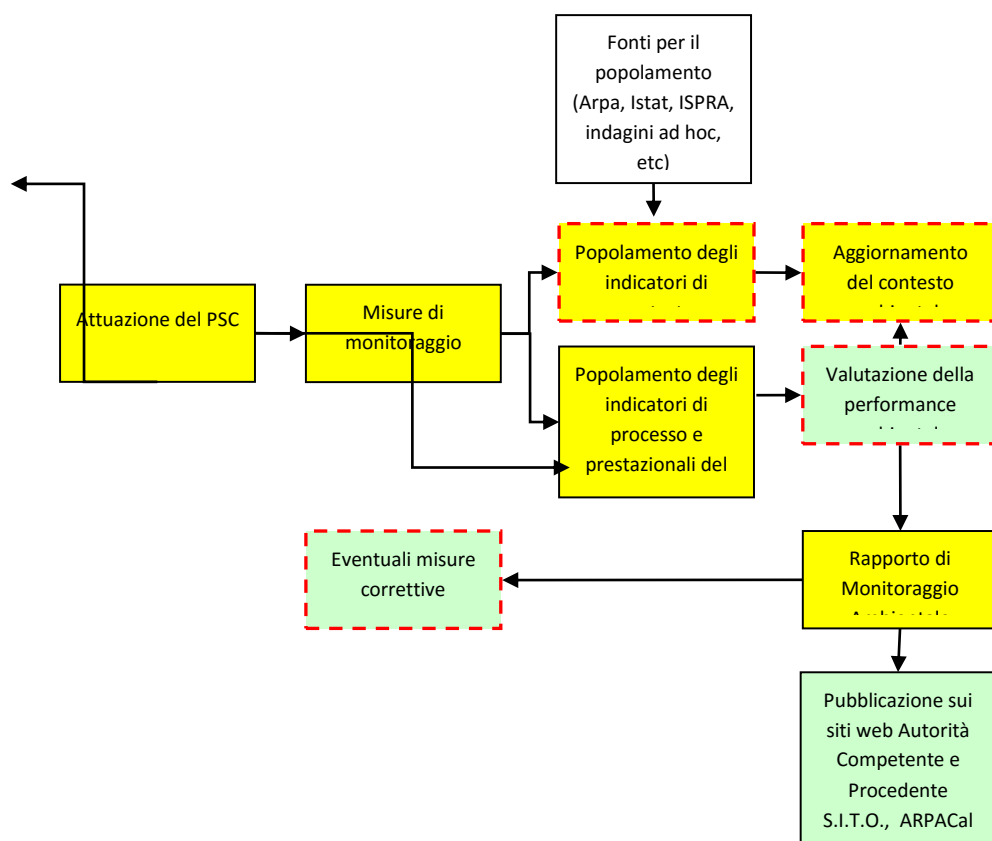 Fonti per il
popolamento
(Arpa, Istat, ISPRA,
indagini ad hoc,
etc)
Popolamento degli
indicatori di
Aggiornamento
del contesto
Attuazione del PSC
Misure di
monitoraggio
Popolamento degli
indicatori di
processo e
prestazionali del
Valutazione della
performance
Eventuali misure
correttive
Rapporto di
Monitoraggio
Ambientale
Pubblicazione sui
siti web Autorità
Competente e
Procedente
S.I.T.O., ARPACal